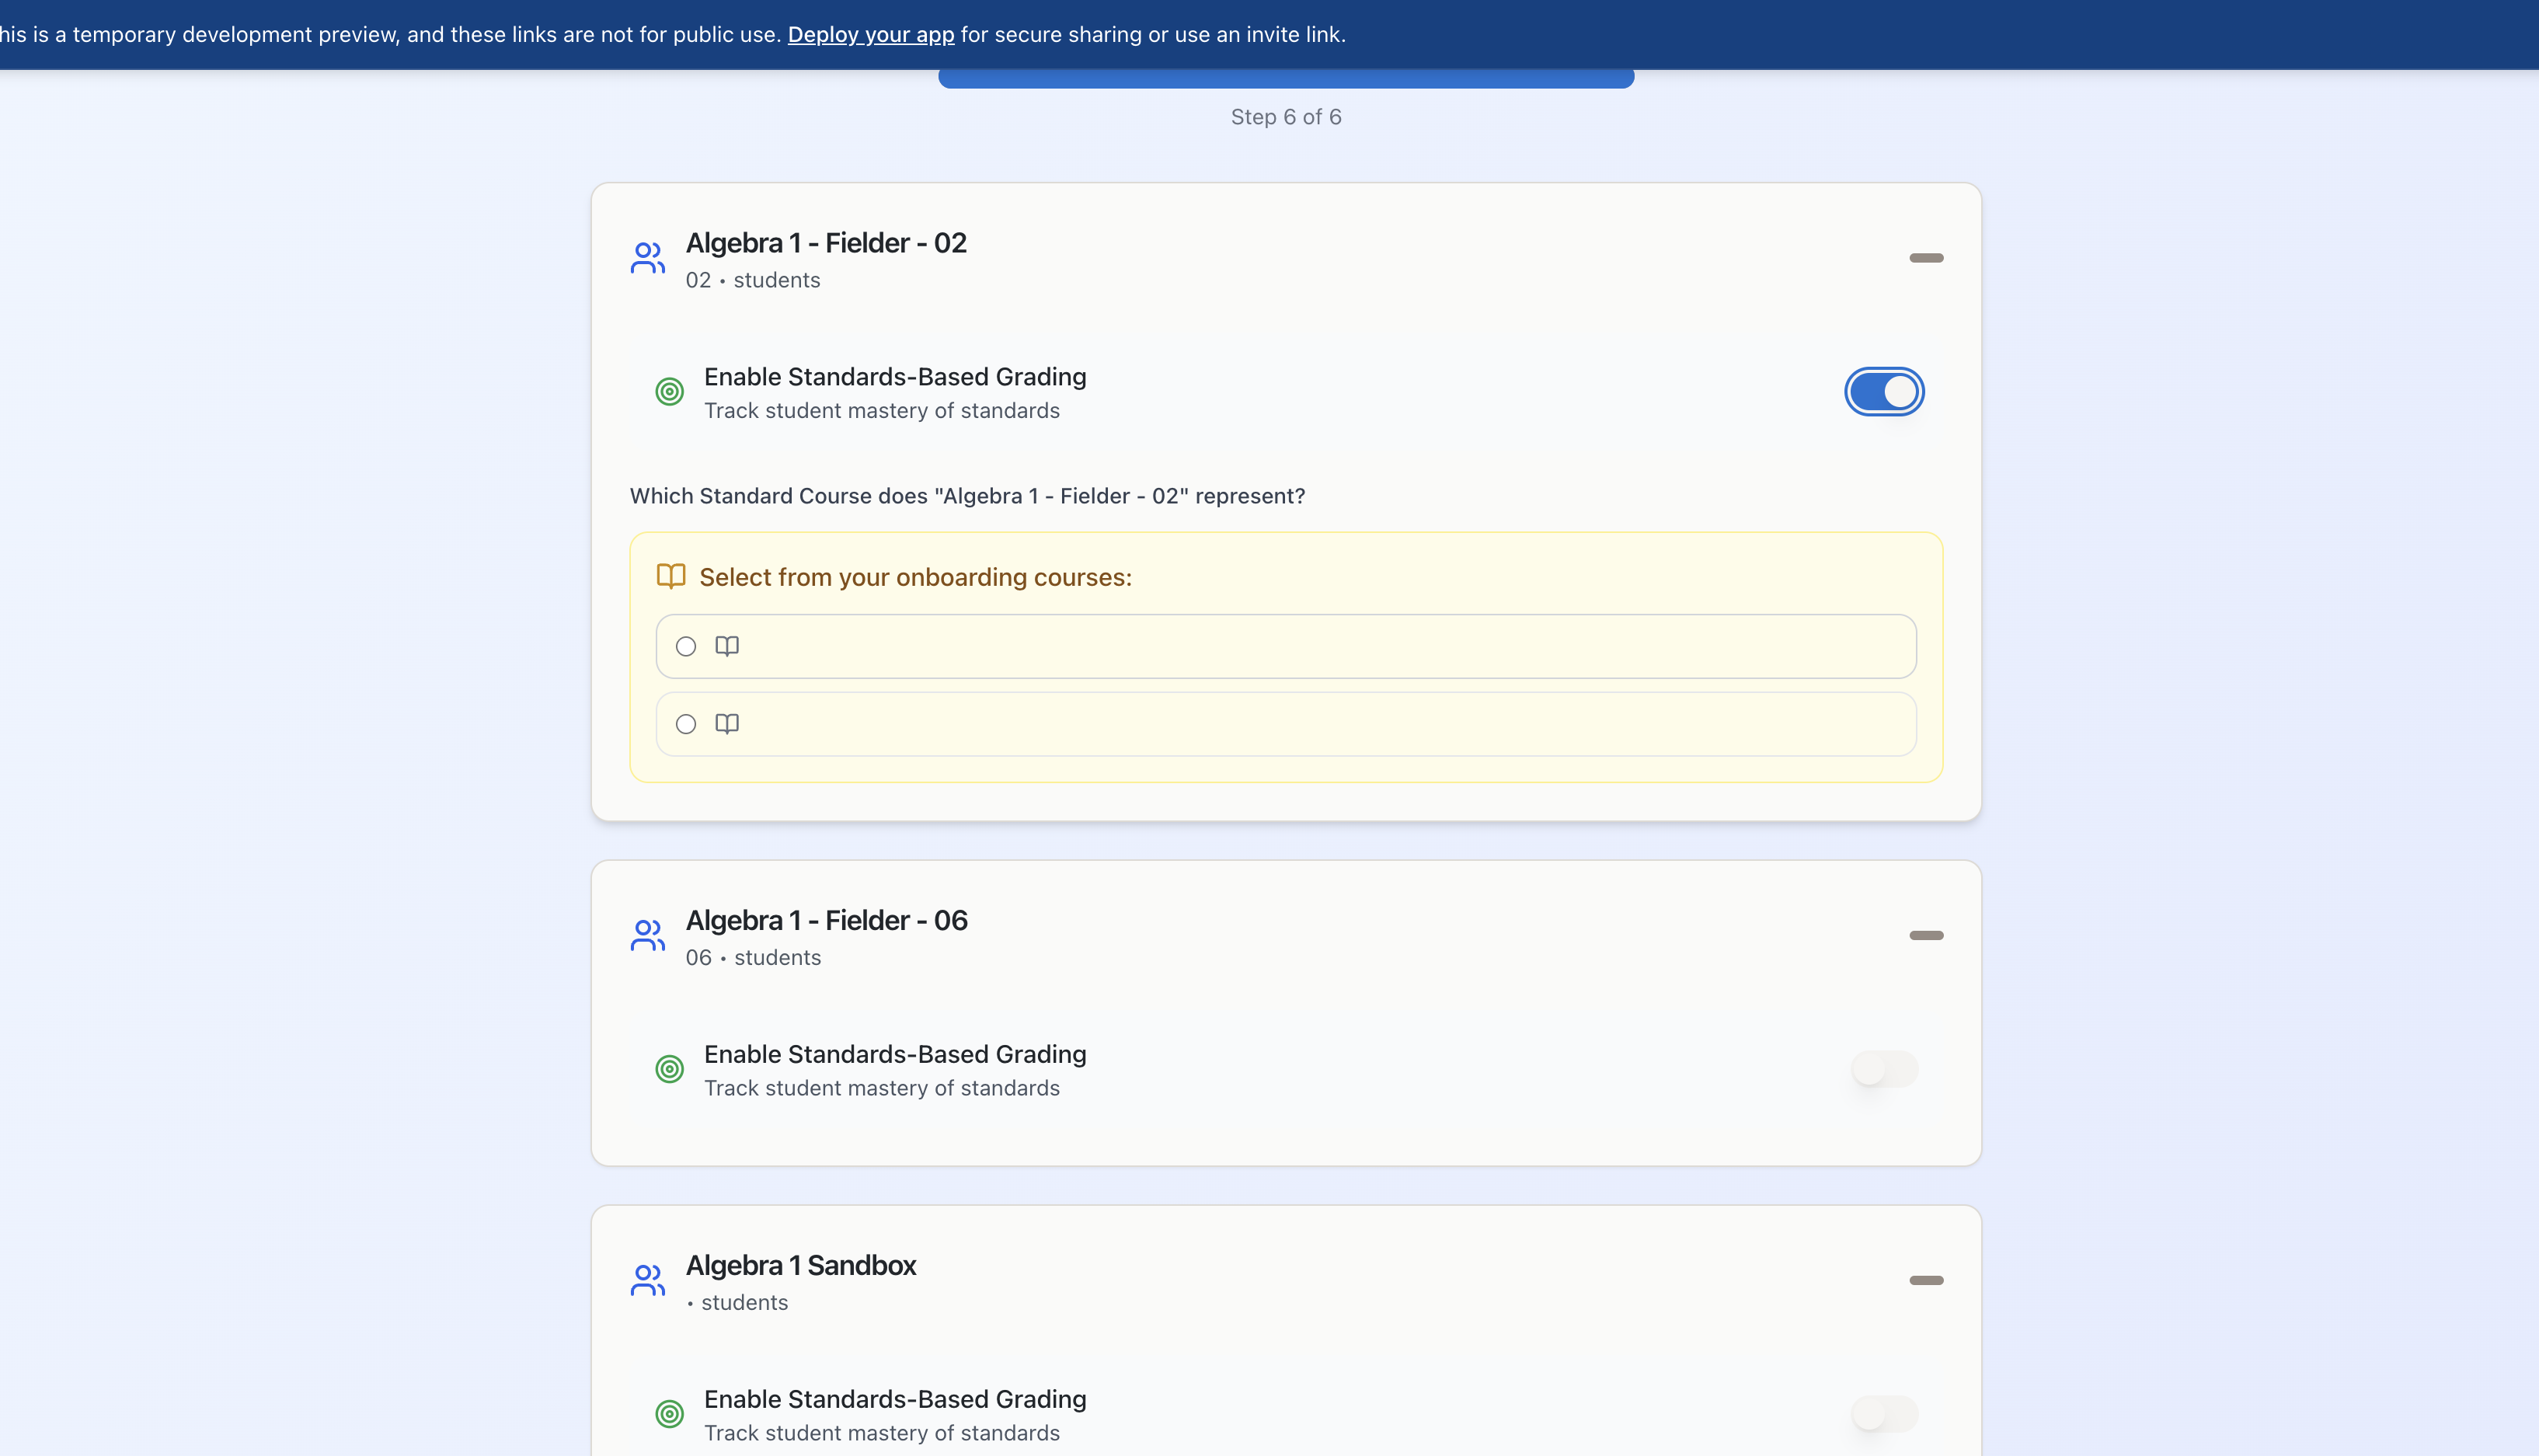 his is a temporary development preview, and these links are not for public use. Deploy your app for secure sharing or use an invite link.
Step 6 of 6
Algebra 1 - Fielder - 02
02 • students
Enable Standards-Based Grading
Track student mastery of standards
Which Standard Course does "Algebra 1 - Fielder - 02" represent?
Select from your onboarding courses:
Algebra 1 - Fielder - 06
06 • students
Enable Standards-Based Grading
Track student mastery of standards
Algebra 1 Sandbox
• students
Enable Standards-Based Grading
Track student mastery of standards